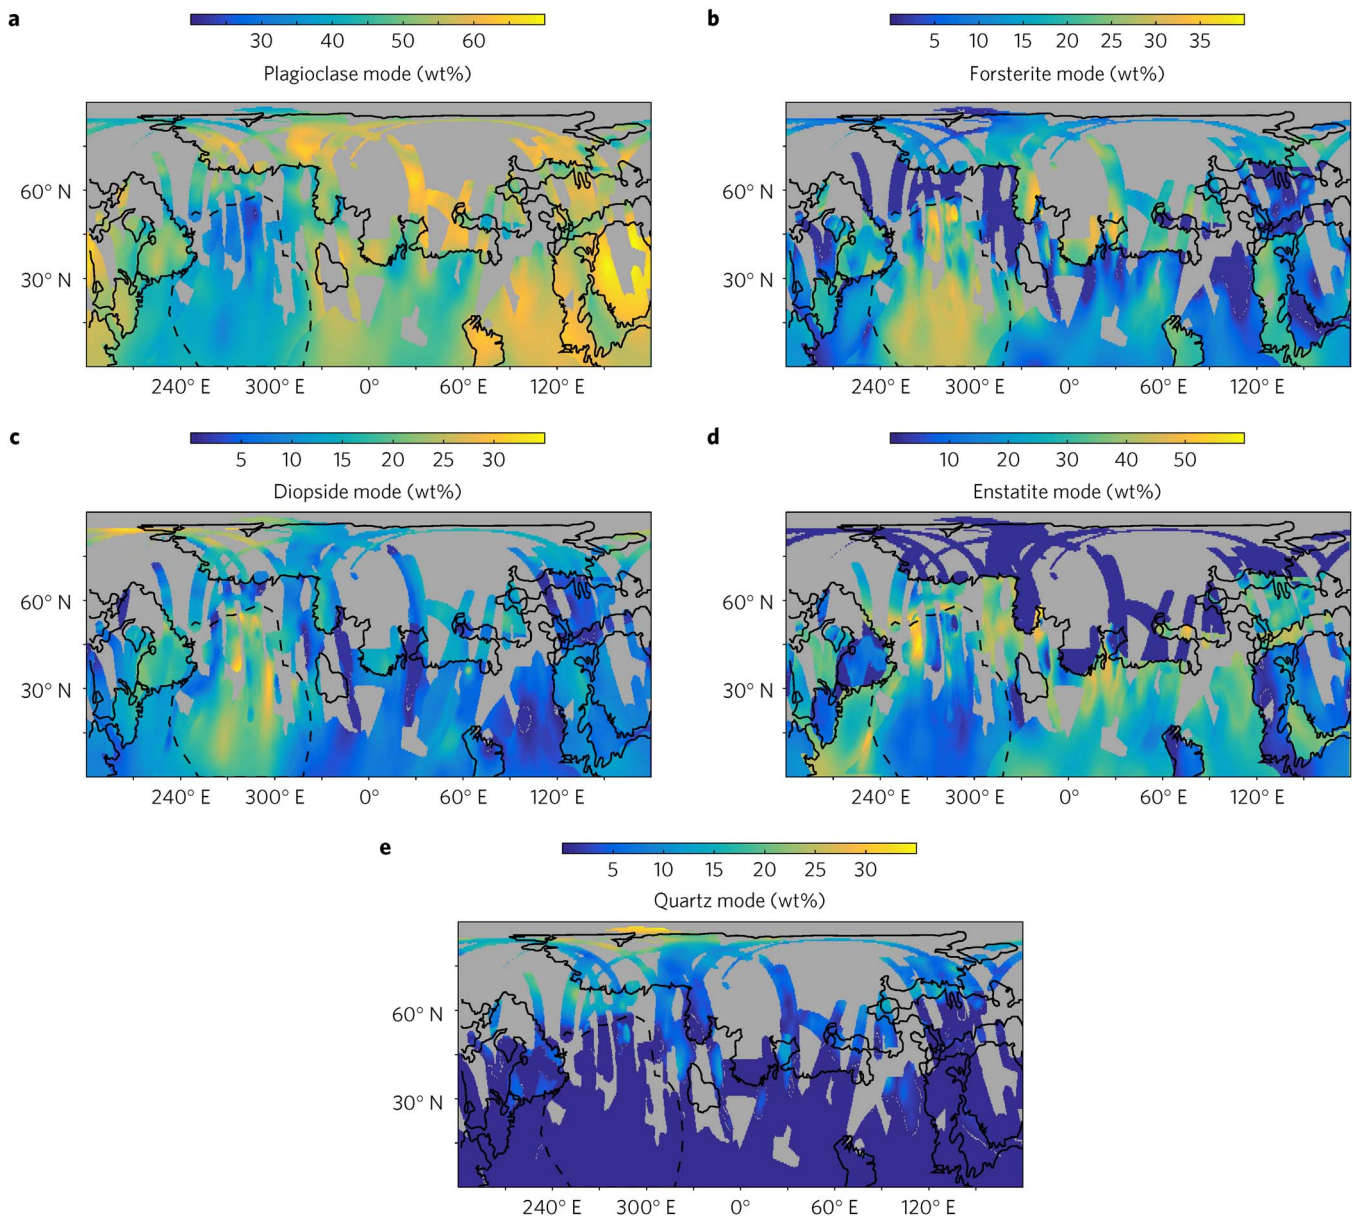 a
30 40 50 60
Plagioclase mode (wt%)
60° N
30° N
240° E 300° E 0° 60° E 120° E
b
5 10 15 20 25 30 35
Forsterite mode (wt%)
60° N
30° N
240° E 300° E 0° 60° E 120° E
c
5 10 15 20 25 30
Diopside mode (wt%)
60° N
30° N
240° E 300° E 0° 60° E 120° E
d
10 20 30 40 50
Enstatite mode (wt%)
60° N
30° N
240° E 300° E 0° 60° E 120° E
e
5 10 15 20 25 30
Quartz mode (wt%)
60° N
30° N
240° E 300° E 0° 60° E 120° E